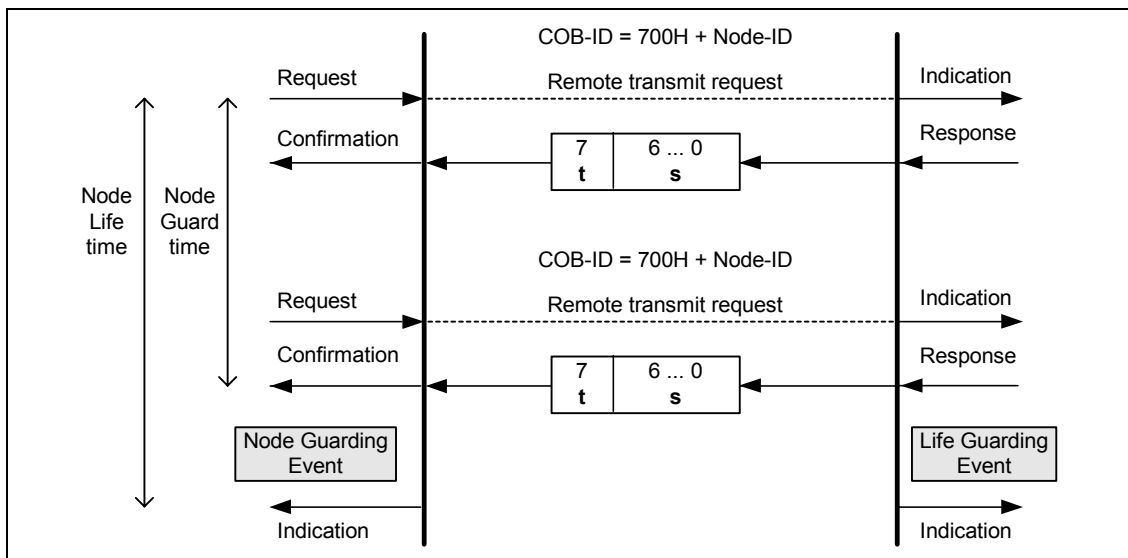 COB-ID = 700H + Node-ID
Request
Remote transmit request
Indication
Confirmation
7
6 ... 0
t
s
Response
Node
Life
time
Node
Guard
time
COB-ID = 700H + Node-ID
Request
Remote transmit request
Indication
Confirmation
7
6 ... 0
t
s
Response
Node Guarding
Event
Life Guarding
Event
Indication
Indication